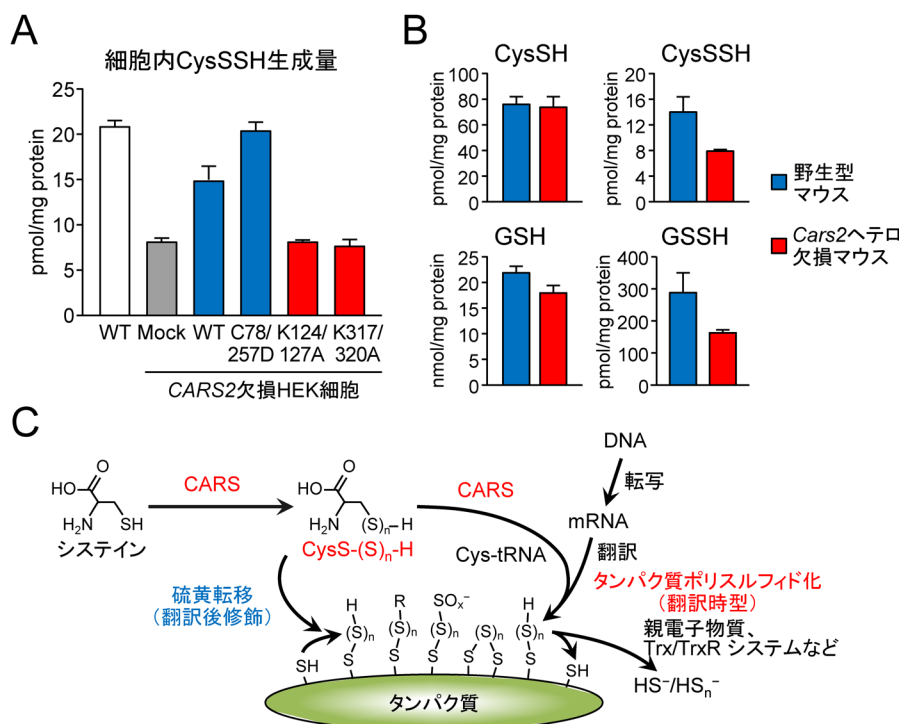 A
細胞内CysSSH生成量
pmol/mg protein
25
20
15
10
5
0
WT
Mock
WT
C78/
257D
K124/
127A
K317/
320A
CARS2欠損HEK細胞
B
CysSH
pmol/mg protein
100
80
60
40
20
0
CysSSH
pmol/mg protein
20
16
12
8
4
0
GSH
nmol/mg protein
25
20
15
10
5
0
GSSH
pmol/mg protein
400
300
200
100
0
野生型
マウス
Cars2ヘテロ
欠損マウス
C
HO
O
H₂N
SH
システイン
CARS
HO
O
H₂N
(S)n–H
CysS-(S)n-H
CARS
Cys-tRNA
DNA
転写
mRNA
翻訳
タンパク質ポリスルフィド化
(翻訳時型)
硫黄転移
(翻訳後修飾)
親電子物質、
Trx/TrxR システムなど
HS⁻/HSn⁻
SH
H
(S)n
S
R
(S)n
S
SOx⁻
(S)n
S
(S)n
S S
H
(S)n
S
SH
タンパク質